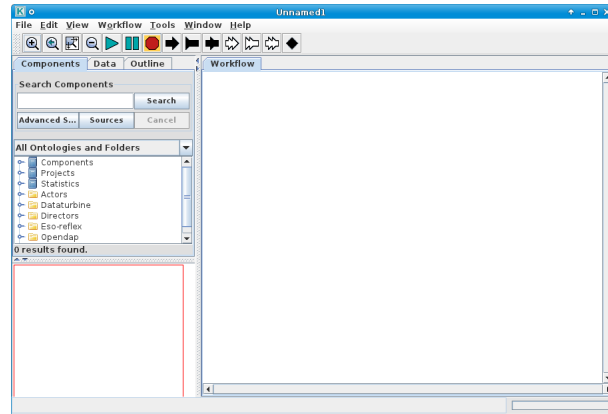 Unnamed1
File Edit View Workflow Tools Window Help
Components Data Outline
Workflow
Search Components
Search
Advanced S... Sources Cancel
All Ontologies and Folders
Components
Projects
Statistics
Actors
Dataturbine
Directors
Eso-reflex
Opendap
0 results found.